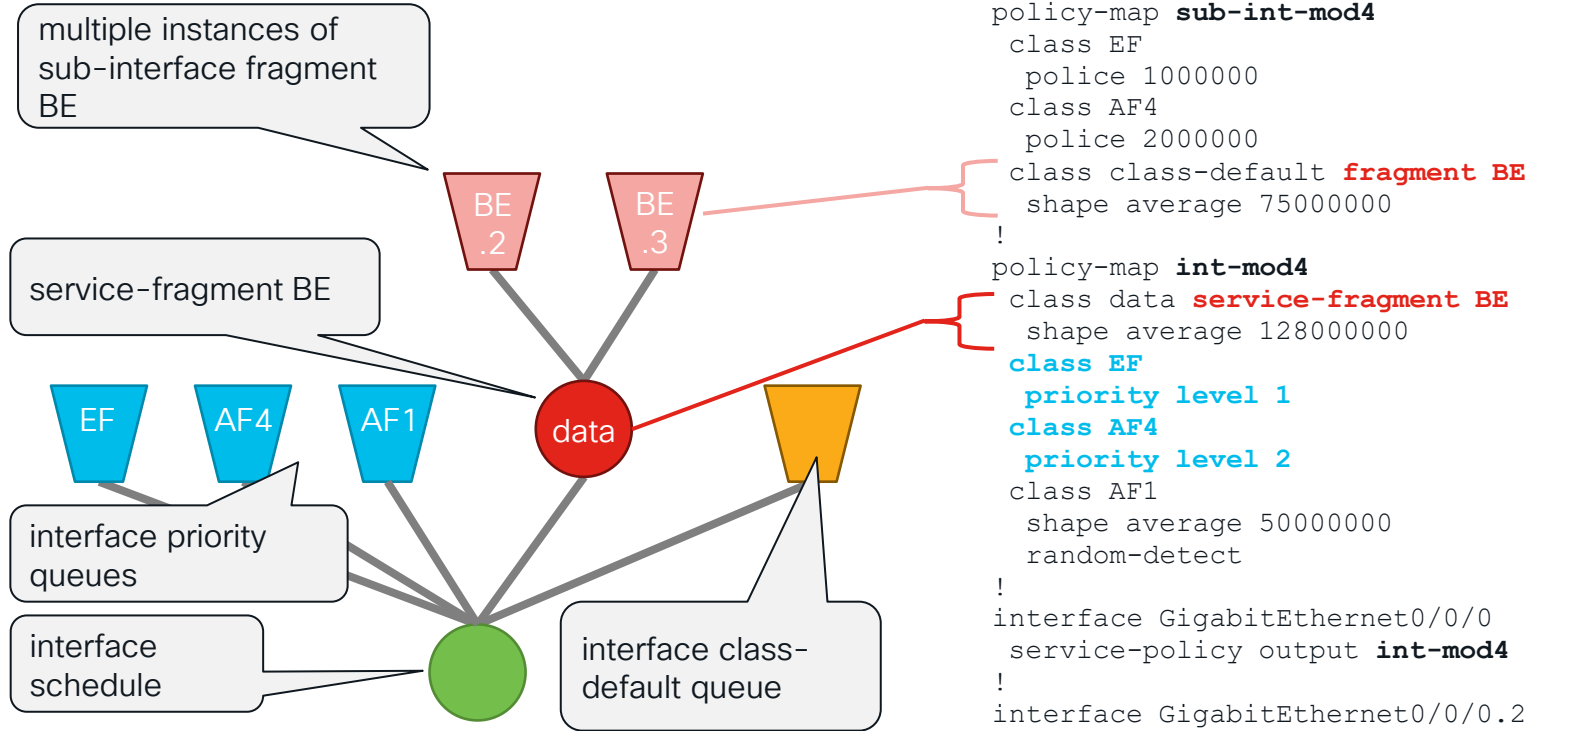 multiple instances of
sub-interface fragment
BE
BE
.2
BE
.3
service-fragment BE
EF
AF4
AF1
data
interface priority
queues
interface
schedule
interface class-
default queue
policy-map sub-int-mod4
class EF
police 1000000
class AF4
police 2000000
class class-default fragment BE
shape average 75000000
!
policy-map int-mod4
class data service-fragment BE
shape average 128000000
class EF
priority level 1
class AF4
priority level 2
class AF1
shape average 50000000
random-detect
!
interface GigabitEthernet0/0/0
service-policy output int-mod4
!
interface GigabitEthernet0/0/0.2